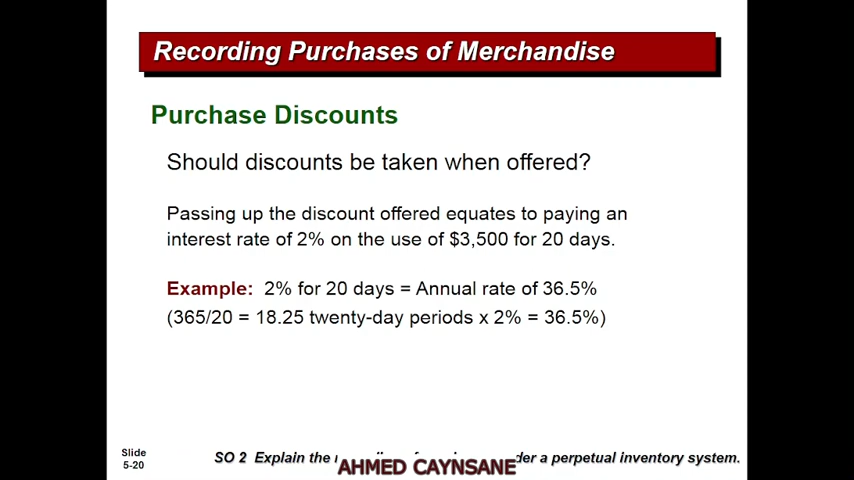 Recording Purchases of Merchandise
Purchase Discounts
Should discounts be taken when offered?
Passing up the discount offered equates to paying an
interest rate of 2% on the use of $3,500 for 20 days.
Example: 2% for 20 days = Annual rate of 36.5%
(365/20 = 18.25 twenty-day periods x 2% = 36.5%)
Slide
5-20
SO 2 Explain the a perpetual inventory system.
AHMED CAYNSANE